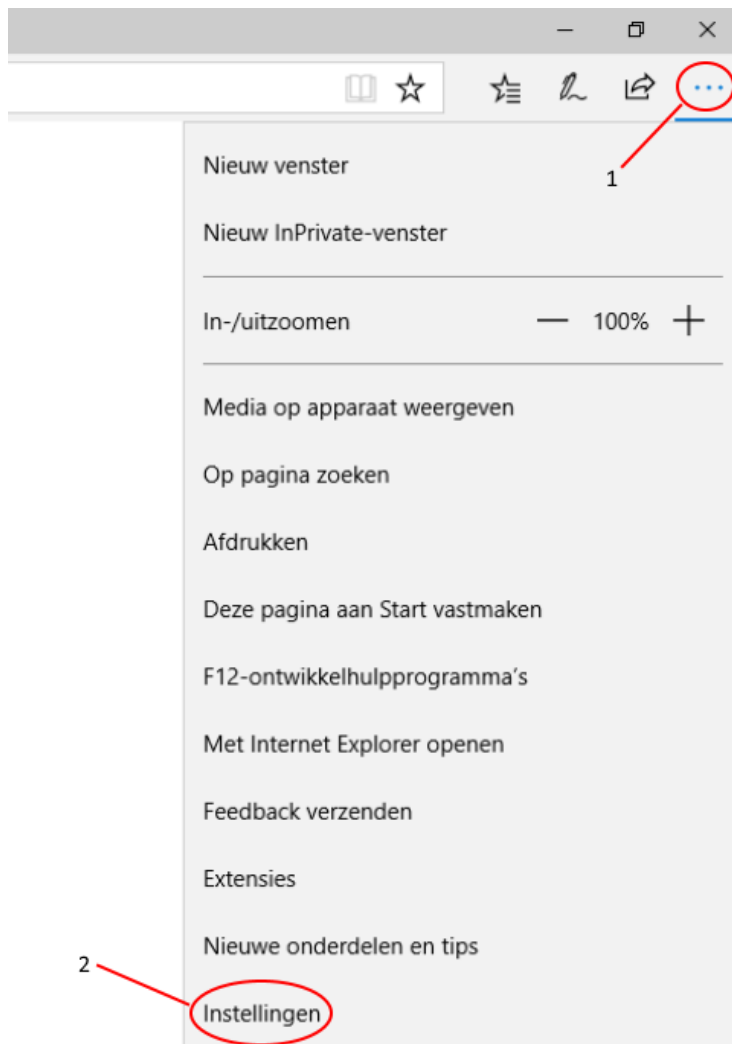 1
Nieuw venster
Nieuw InPrivate-venster
In-/uitzoomen 100%
Media op apparaat weergeven
Op pagina zoeken
Afdrukken
Deze pagina aan Start vastmaken
F12-ontwikkelhulpprogramma's
Met Internet Explorer openen
Feedback verzenden
Extensies
Nieuwe onderdelen en tips
2
Instellingen